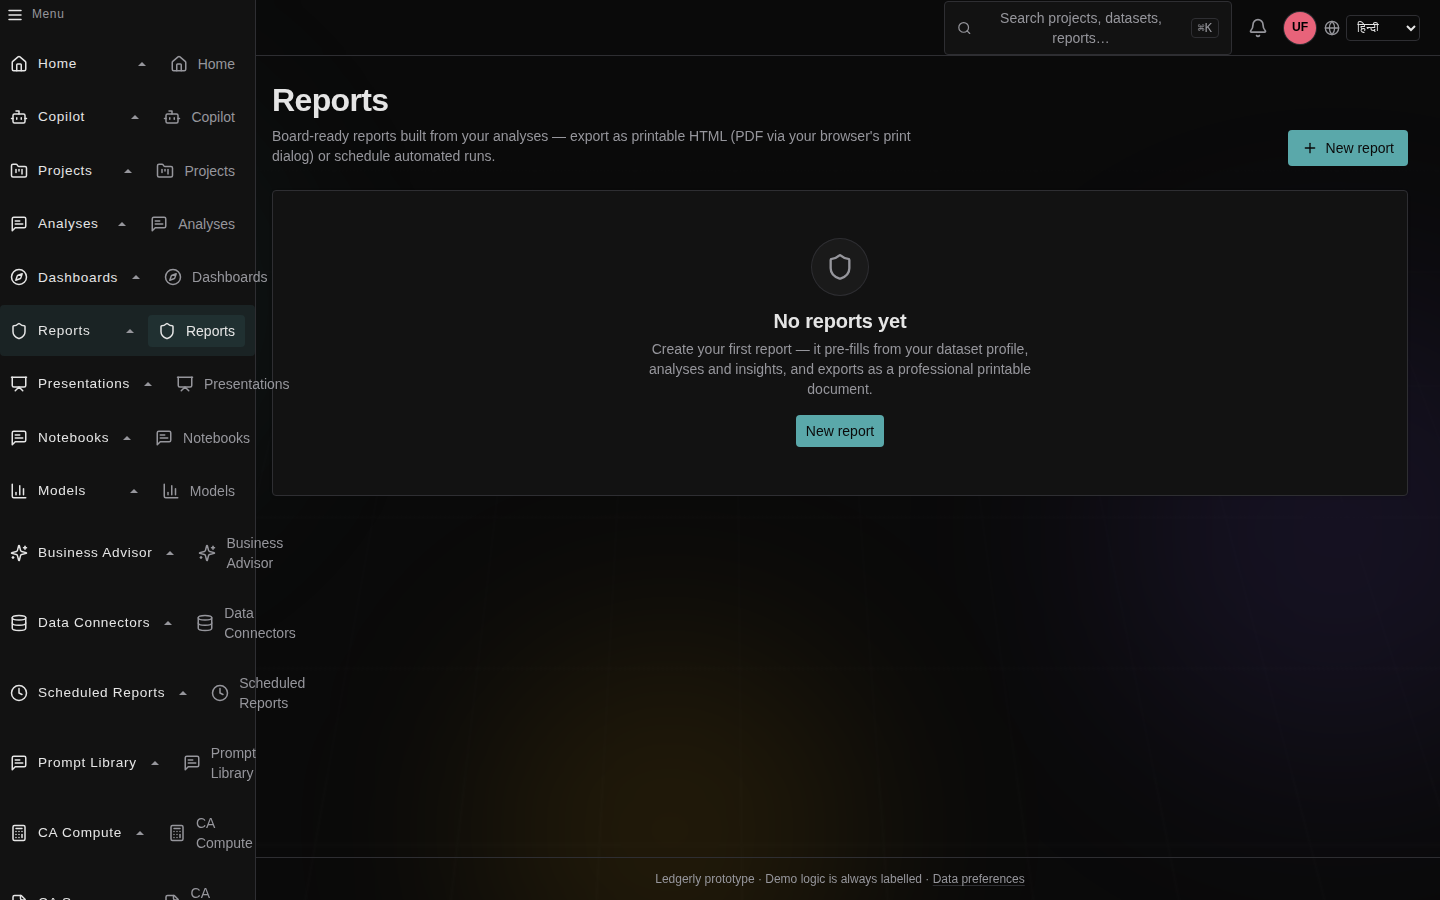 Menu
Home
Home
Copilot
Copilot
Projects
Projects
Analyses
Analyses
Dashboards
Dashboards
Reports
Reports
Presentations
Presentations
Notebooks
Notebooks
Models
Models
Business Advisor
Business
Advisor
Data Connectors
Data
Connectors
Scheduled Reports
Scheduled
Reports
Prompt Library
Prompt
Library
CA Compute
CA
Compute
CA
Search projects, datasets,
reports…
⌘K
UF
हिन्दी
Reports
Board-ready reports built from your analyses — export as printable HTML (PDF via your browser's print
dialog) or schedule automated runs.
New report
No reports yet
Create your first report — it pre-fills from your dataset profile,
analyses and insights, and exports as a professional printable
document.
New report
Ledgerly prototype · Demo logic is always labelled · Data preferences